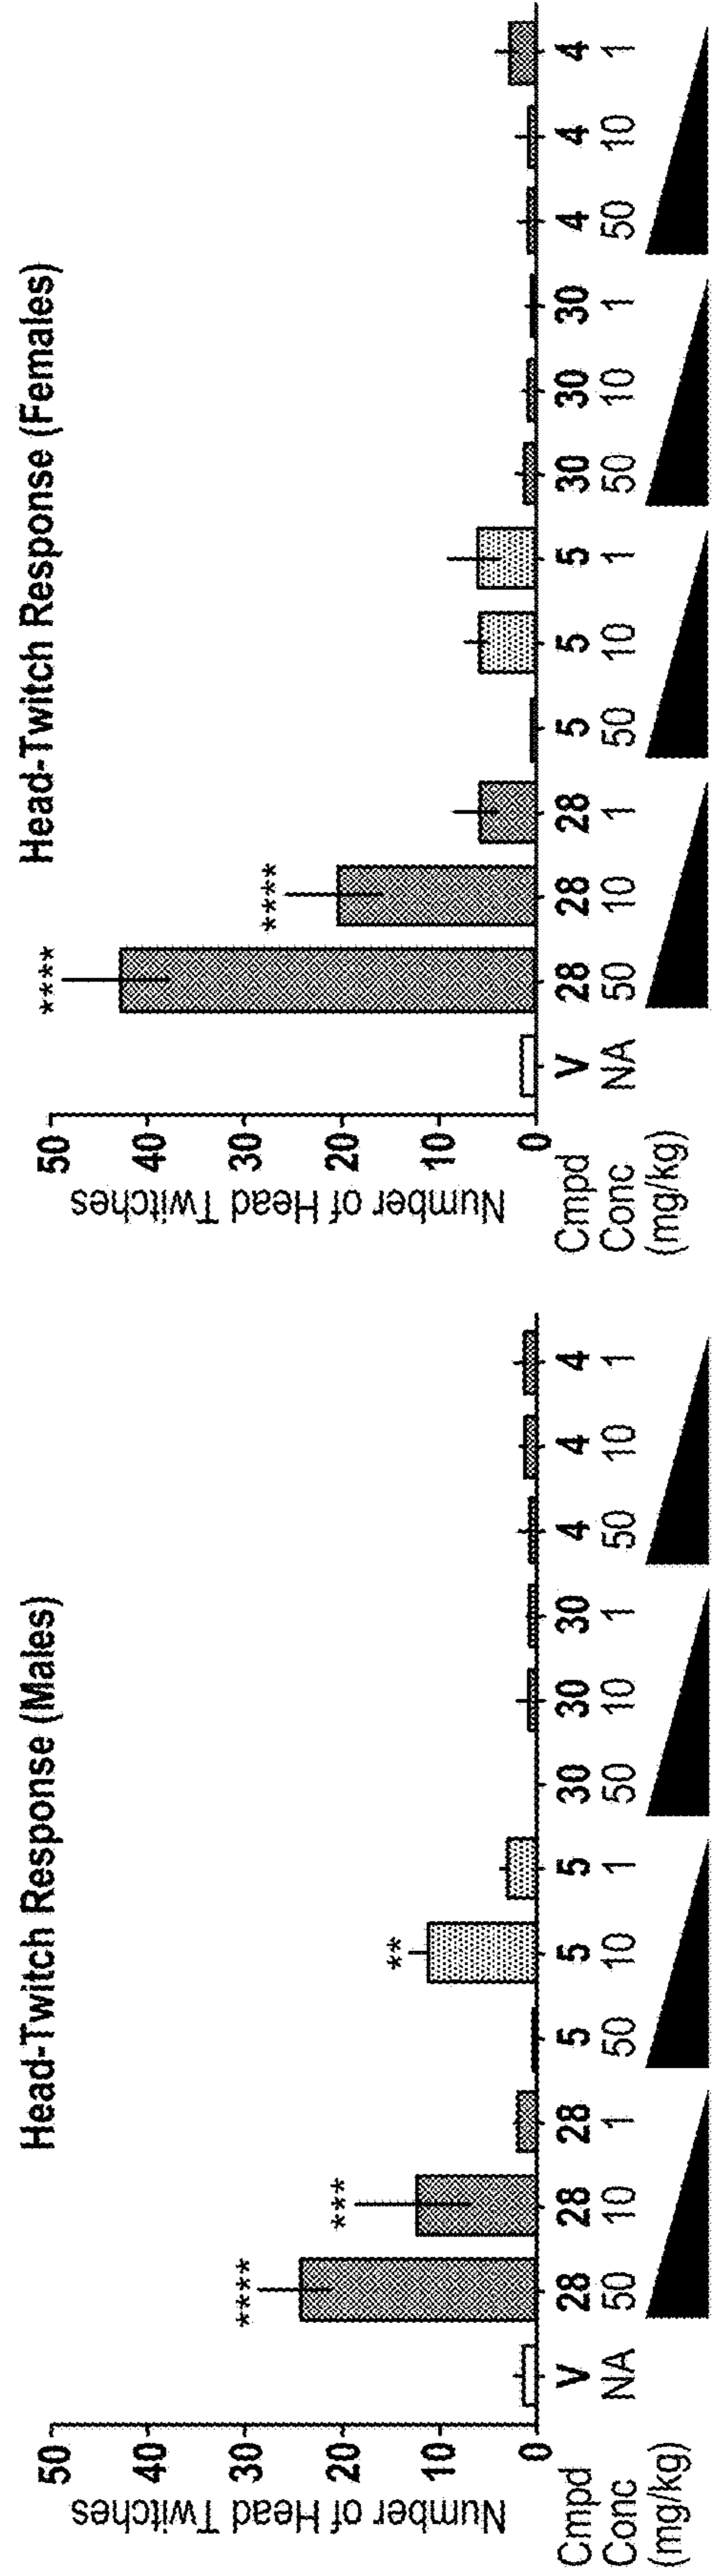 Head-Twitch Response (Males)
Number of Head Twitches
50
40
30
20
10
0
****
***
**
Cmpd V 28 28 28 5 5 5 30 30 30 4 4 4
Conc NA 50 10 1 50 10 1 50 10 1 50 10 1
(mg/kg)
Head-Twitch Response (Females)
Number of Head Twitches
50
40
30
20
10
0
****
****
Cmpd V 28 28 28 5 5 5 30 30 30 4 4 4
Conc NA 50 10 1 50 10 1 50 10 1 50 10 1
(mg/kg)